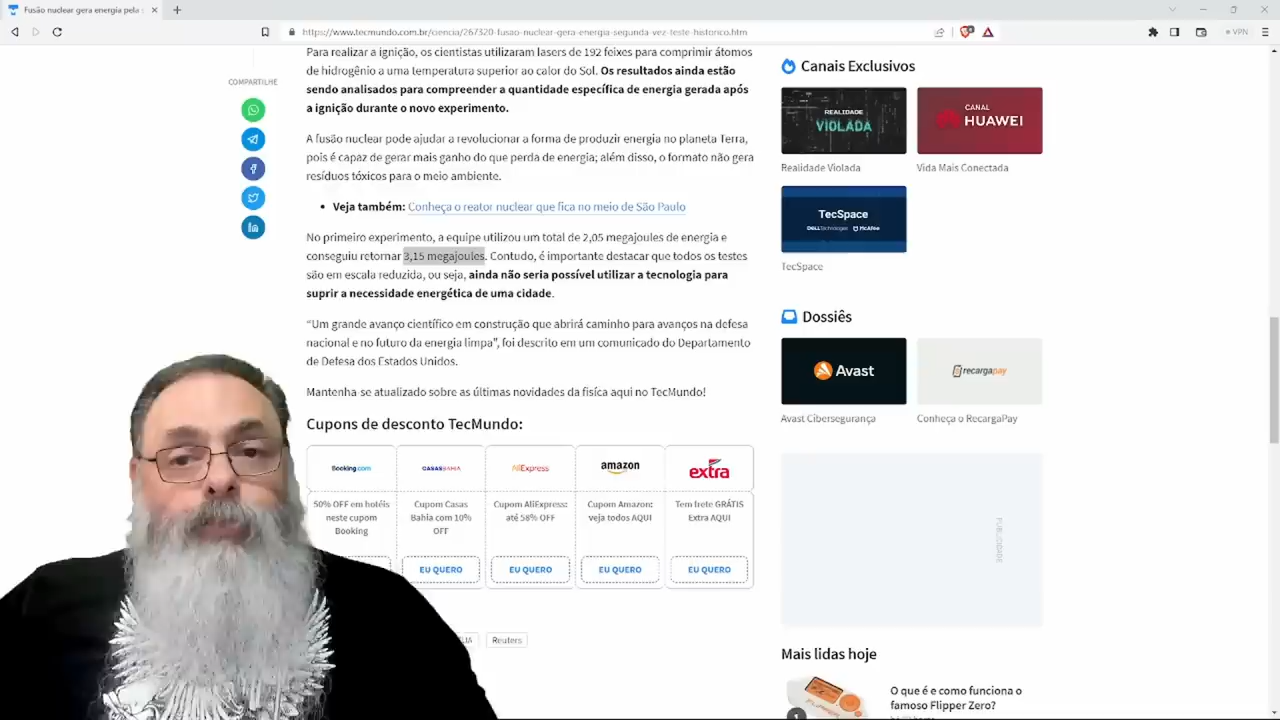 Fusão nuclear gera energia pela s
https://www.tecmundo.com.br/ciencia/267320-fusao-nuclear-gera-energia-segunda-vez-teste-historico.htm
VPN
COMPARTILHE
Para realizar a ignição, os cientistas utilizaram lasers de 192 feixes para comprimir átomos
de hidrogênio a uma temperatura superior ao calor do Sol. Os resultados ainda estão
sendo analisados para compreender a quantidade específica de energia gerada após
a ignição durante o novo experimento.
A fusão nuclear pode ajudar a revolucionar a forma de produzir energia no planeta Terra,
pois é capaz de gerar mais ganho do que perda de energia; além disso, o formato não gera
resíduos tóxicos para o meio ambiente.
• Veja também: Conheça o reator nuclear que fica no meio de São Paulo
No primeiro experimento, a equipe utilizou um total de 2,05 megajoules de energia e
conseguiu retornar 3,15 megajoules. Contudo, é importante destacar que todos os testes
são em escala reduzida, ou seja, ainda não seria possível utilizar a tecnologia para
suprir a necessidade energética de uma cidade.
“Um grande avanço científico em construção que abrirá caminho para avanços na defesa
nacional e no futuro da energia limpa”, foi descrito em um comunicado do Departamento
de Defesa dos Estados Unidos.
Mantenha-se atualizado sobre as últimas novidades da física aqui no TecMundo!
Cupons de desconto TecMundo:
Booking.com
CASASBAHIA
AliExpress
amazon
extra
50% OFF em hotéis
neste cupom
Booking
Cupom Casas
Bahia com 10%
OFF
Cupom AliExpress:
até 58% OFF
Cupom Amazon:
veja todos AQUI
Tem frete GRÁTIS
Extra AQUI
EU QUERO
EU QUERO
EU QUERO
EU QUERO
Reuters
Canais Exclusivos
REALIDADE
VIOLADA
CANAL
HUAWEI
Realidade Violada
Vida Mais Conectada
TecSpace
DELLTechnologies
McAfee
TecSpace
Dossiês
Avast
recargapay
Avast Cibersegurança
Conheça o RecargaPay
PUBLICIDADE
Mais lidas hoje
1
O que é e como funciona o
famoso Flipper Zero?